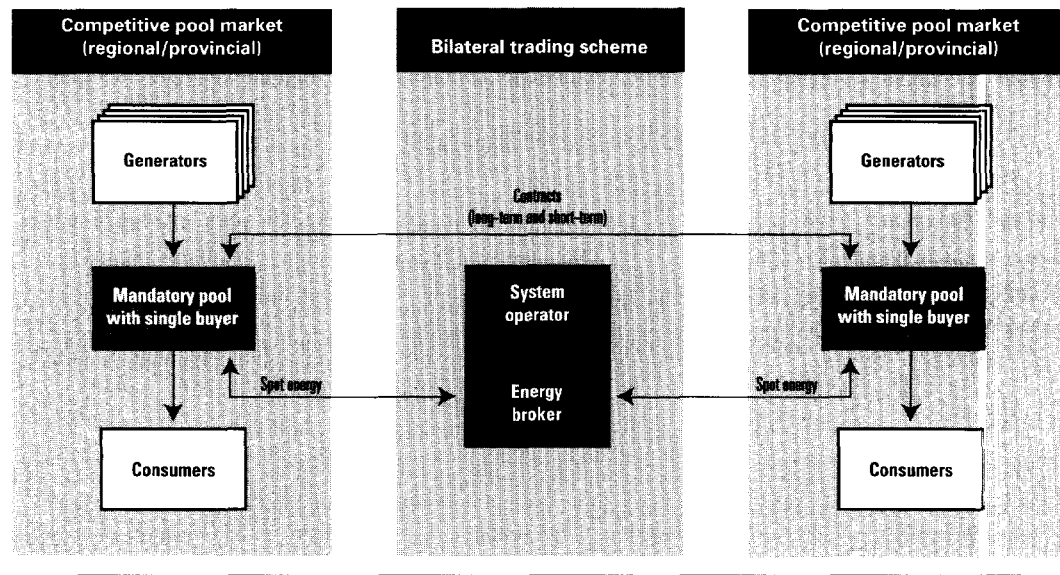 Competitive pool market
(regional/provincial)
Bilateral trading scheme
Competitive pool market
(regional/provincial)
Generators
Generators
Contracts
(long-term and short-term)
Mandatory pool
with single buyer
System
operator
Mandatory pool
with single buyer
Spot energy
Energy
broker
Spot energy
Consumers
Consumers